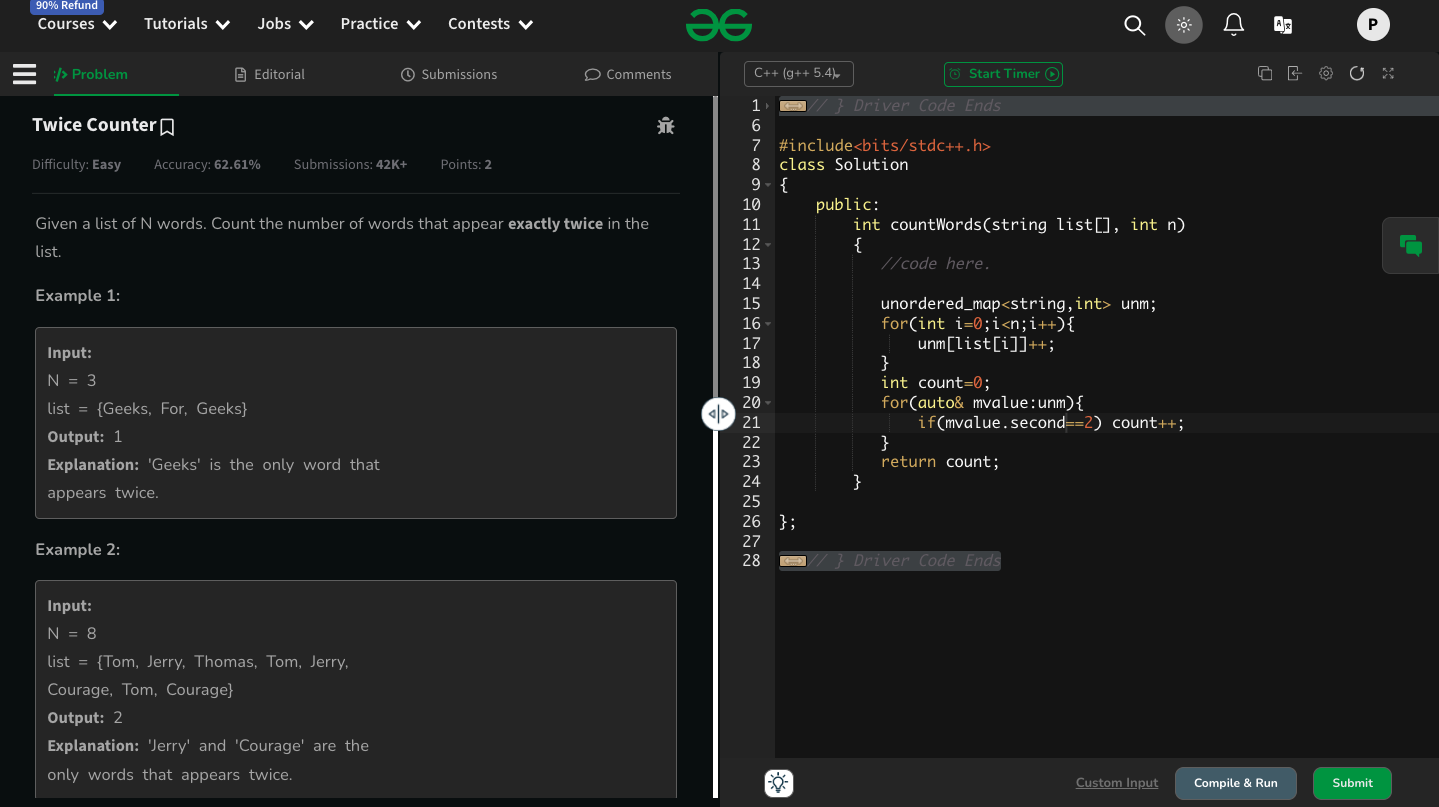 90% Refund
Courses Tutorials Jobs Practice Contests
P
Problem Editorial Submissions Comments
C++ (g++ 5.4) Start Timer
Twice Counter
Difficulty: Easy Accuracy: 62.61% Submissions: 42K+ Points: 2
Given a list of N words. Count the number of words that appear exactly twice in the
list.
Example 1:
Input:
N = 3
list = {Geeks, For, Geeks}
Output: 1
Explanation: 'Geeks' is the only word that
appears twice.
Example 2:
Input:
N = 8
list = {Tom, Jerry, Thomas, Tom, Jerry,
Courage, Tom, Courage}
Output: 2
Explanation: 'Jerry' and 'Courage' are the
only words that appears twice.
1 // } Driver Code Ends
6
7 #include<bits/stdc++.h>
8 class Solution
9 {
10 public:
11 int countWords(string list[], int n)
12 {
13 //code here.
14
15 unordered_map<string,int> unm;
16 for(int i=0;i<n;i++){
17 unm[list[i]]++;
18 }
19 int count=0;
20 for(auto& mvalue:unm){
21 if(mvalue.second==2) count++;
22 }
23 return count;
24 }
25
26 };
27
28 // } Driver Code Ends
Custom Input Compile & Run Submit